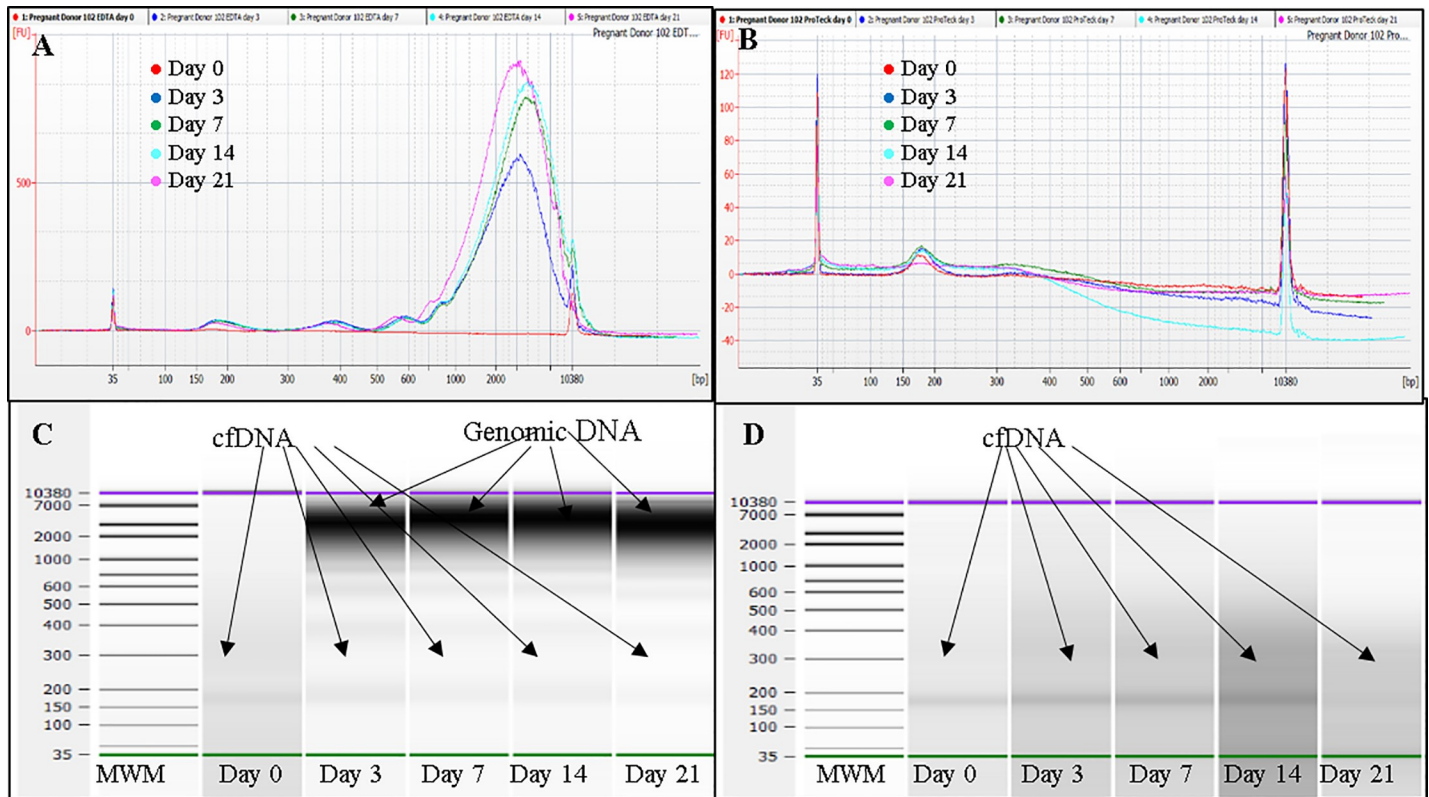 1: Pregnant Donor 102 EDTA day 0 2: Pregnant Donor 102 EDTA day 3 3: Pregnant Donor 102 EDTA day 7 4: Pregnant Donor 102 EDTA day 14 5: Pregnant Donor 102 EDTA day 21
[FU] Pregnant Donor 102 EDT...
A
Day 0
Day 3
Day 7
Day 14
Day 21
500
0
35 100 150 200 300 400 500 600 1000 2000 10380 [bp]
1: Pregnant Donor 102 ProTeck day 0 2: Pregnant Donor 102 ProTeck day 3 3: Pregnant Donor 102 ProTeck day 7 4: Pregnant Donor 102 ProTeck day 14 5: Pregnant Donor 102 ProTeck day 21
[FU] Pregnant Donor 102 Pro...
B
Day 0
Day 3
Day 7
Day 14
Day 21
120
100
80
60
40
20
0
-20
-40
35 100 150 200 300 400 500 600 1000 2000 10380 [bp]
C cfDNA Genomic DNA
10380
7000
2000
1000
600
500
400
300
200
150
100
35
MWM Day 0 Day 3 Day 7 Day 14 Day 21
D cfDNA
10380
7000
2000
1000
600
500
400
300
200
150
100
35
MWM Day 0 Day 3 Day 7 Day 14 Day 21